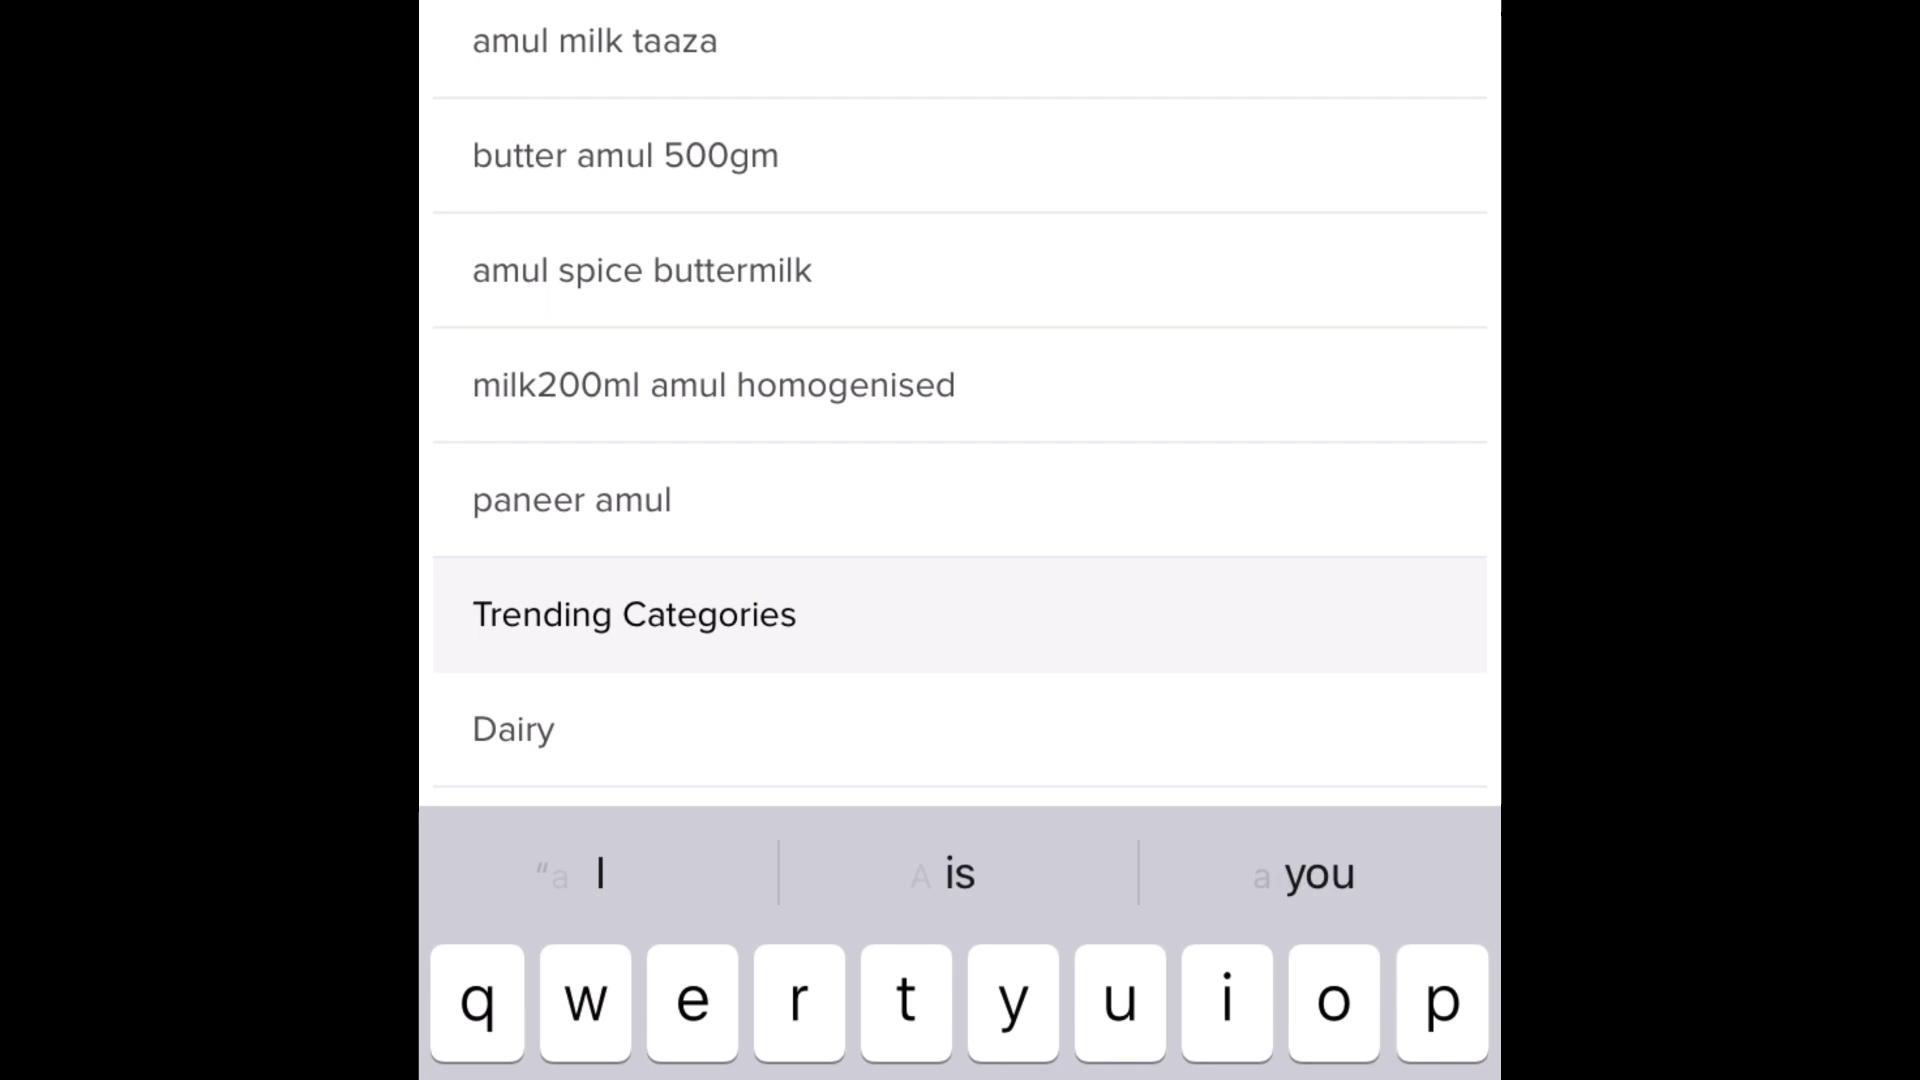 amul milk taaza
butter amul 500gm
amul spice buttermilk
milk200ml amul homogenised
paneer amul
Trending Categories
Dairy
“a I A is a you
q w e r t y u i o p